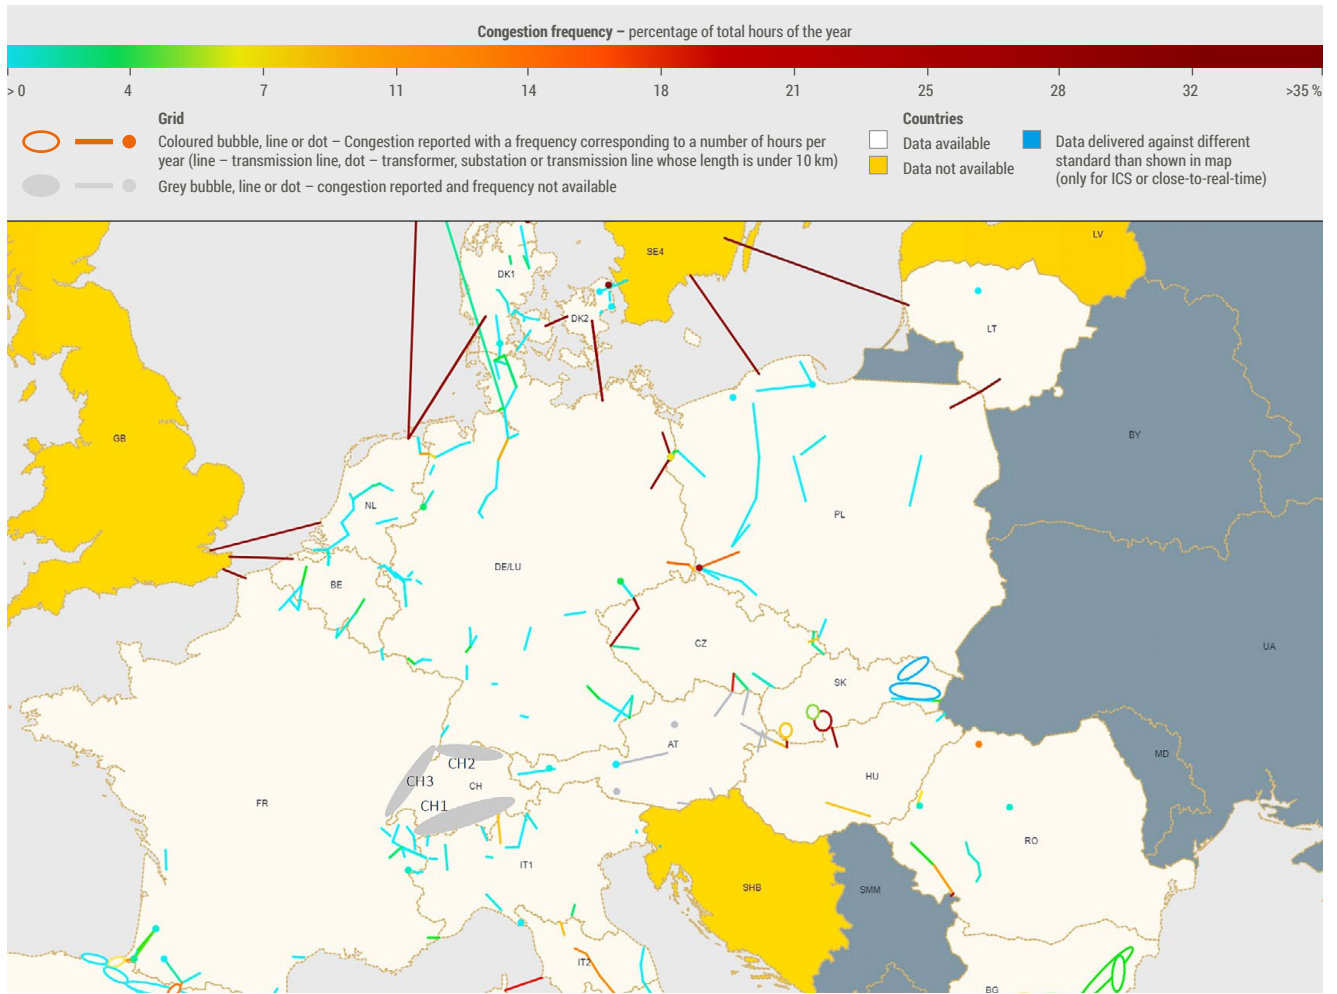 Congestion frequency – percentage of total hours of the year
> 0 4 7 11 14 18 21 25 28 32 >35 %
Grid
Coloured bubble, line or dot – Congestion reported with a frequency corresponding to a number of hours per
year (line – transmission line, dot – transformer, substation or transmission line whose length is under 10 km)
Grey bubble, line or dot – congestion reported and frequency not available
Countries
Data available
Data not available
Data delivered against different
standard than shown in map
(only for ICS or close-to-real-time)
LV
SE4
DK1
DK2
LT
GB
BY
NL
PL
DE/LU
BE
CZ
UA
SK
AT
MD
CH2
CH3
CH
CH1
HU
FR
RO
IT1
SHB
SMM
IT2
BG